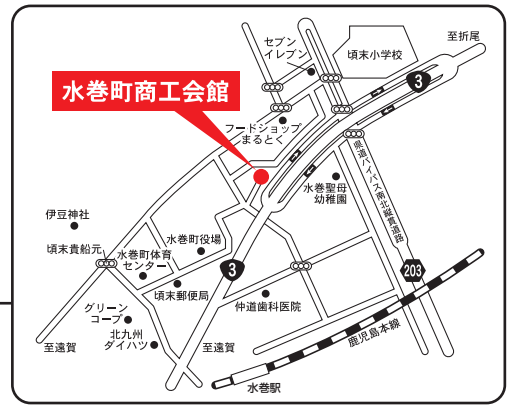 セブン
イレブン
頃末小学校
至折尾
3
水巻町商工会館
フードショップ
まるとく
水巻聖母
幼稚園
県道バイパス南北縦貫道路
伊豆神社
頃末貴船元
水巻町役場
水巻町体育
センター
3
203
頃末郵便局
仲道歯科医院
グリーン
コープ
北九州
ダイハツ
至遠賀
至遠賀
鹿児島本線
水巻駅